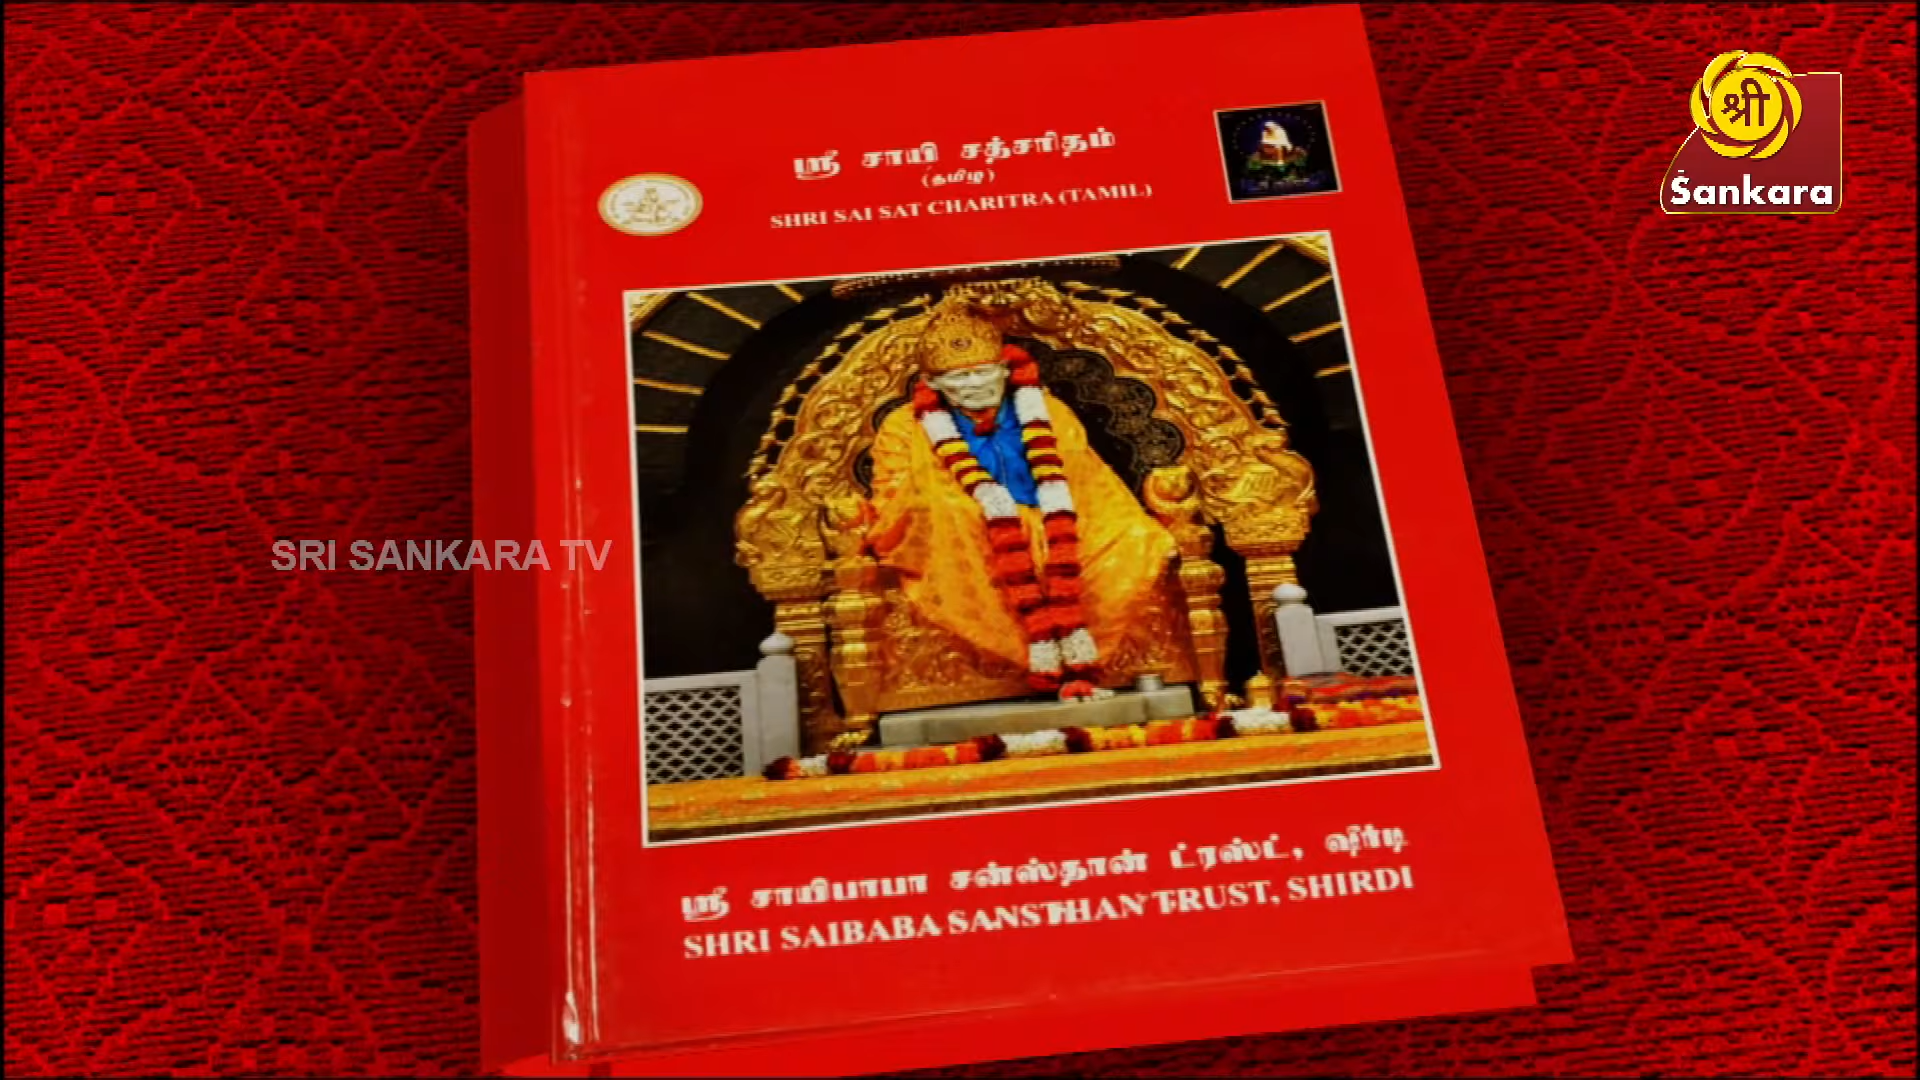 ஸ்ரீ சாயி சத்சரிதம்
(தமிழ்)
SHRI SAI SAT CHARITRA (TAMIL)
श्री
Sankara
SRI SANKARA TV
ஸ்ரீ சாயிபாபா சன்ஸ்தான் ட்ரஸ்ட், ஷிர்டி
SHRI SAIBABA SANSTHAN TRUST, SHIRDI